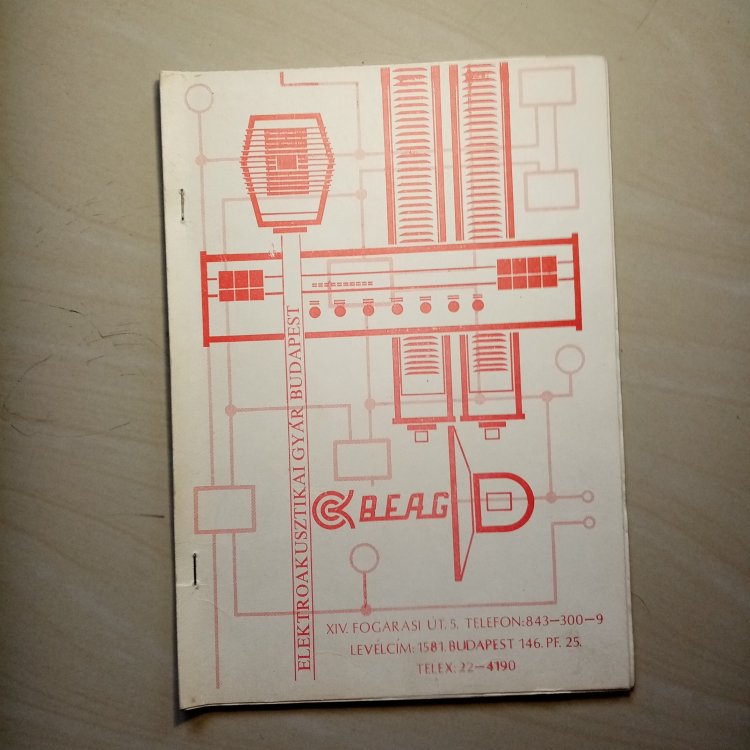 ELEKTROAKUSZTIKAI GYÁR BUDAPEST
BEAG
XIV. FOGARASI UT. 5. TELEFON: 843–300–9
LEVÉLCÍM: 1581. BUDAPEST 146. PF. 25.
TELEX: 22–4190